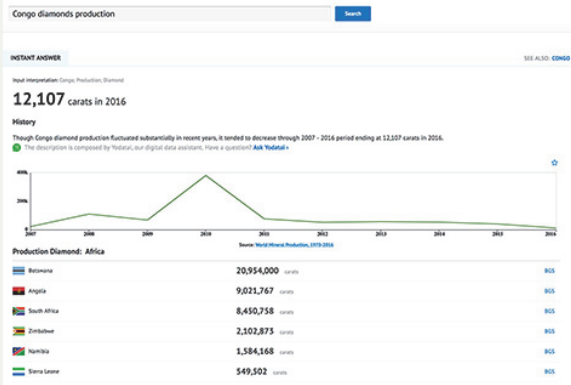 Congo diamonds production
Search
INSTANT ANSWER
SEE ALSO: CONGO
Input interpretation: Congo, Production, Diamond
12,107 carats in 2016
History
Though Congo diamond production fluctuated substantially in recent years, it tended to decrease through 2007 - 2016 period ending at 12,107 carats in 2016.
The description is composed by Yodatai, our digital data assistant. Have a question? Ask Yodatai ›
400k
200k
0
2007 2008 2009 2010 2011 2012 2013 2014 2015 2016
Source: World Mineral Production, 1970-2016
Production Diamond: Africa
Botswana 20,954,000 carats BGS
Angola 9,021,767 carats BGS
South Africa 8,450,758 carats BGS
Zimbabwe 2,102,873 carats BGS
Namibia 1,584,168 carats BGS
Sierra Leone 549,502 carats BGS